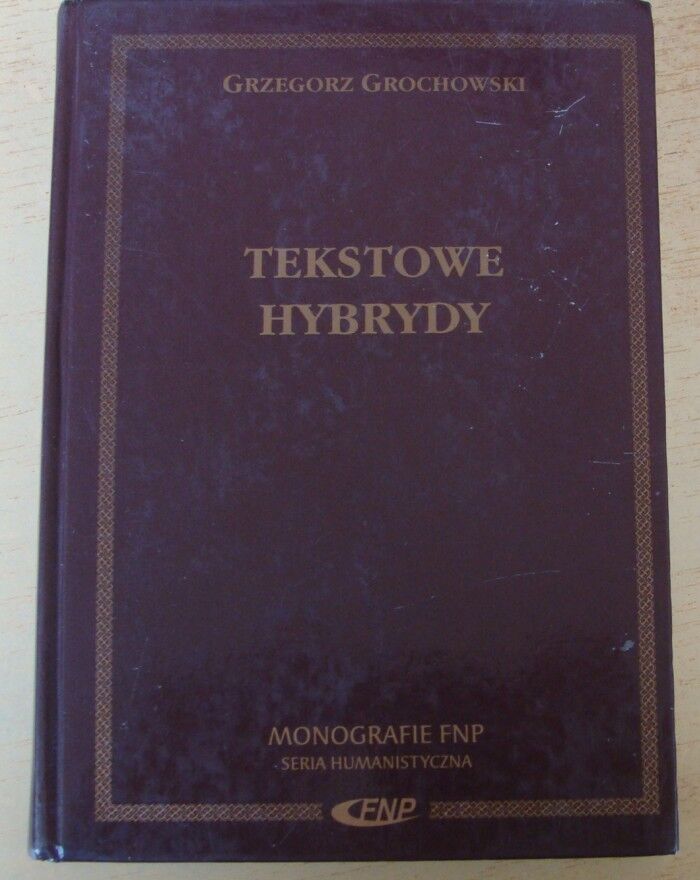 GRZEGORZ GROCHOWSKI
TEKSTOWE
HYBRYDY
MONOGRAFIE FNP
SERIA HUMANISTYCZNA
FNP